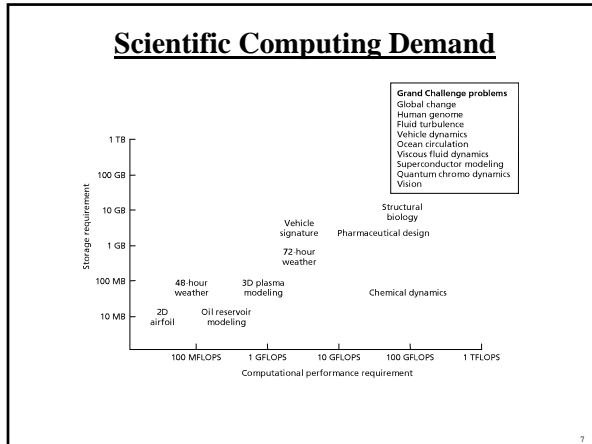 Scientific Computing Demand
Grand Challenge problems
Global change
Human genome
Fluid turbulence
Vehicle dynamics
Ocean circulation
Viscous fluid dynamics
Superconductor modeling
Quantum chromo dynamics
Vision
1 TB
100 GB
10 GB
1 GB
100 MB
10 MB
Storage requirement
Structural
biology
Vehicle
signature
Pharmaceutical design
72-hour
weather
48-hour
weather
3D plasma
modeling
Chemical dynamics
2D
airfoil
Oil reservoir
modeling
100 MFLOPS
1 GFLOPS
10 GFLOPS
100 GFLOPS
1 TFLOPS
Computational performance requirement
7